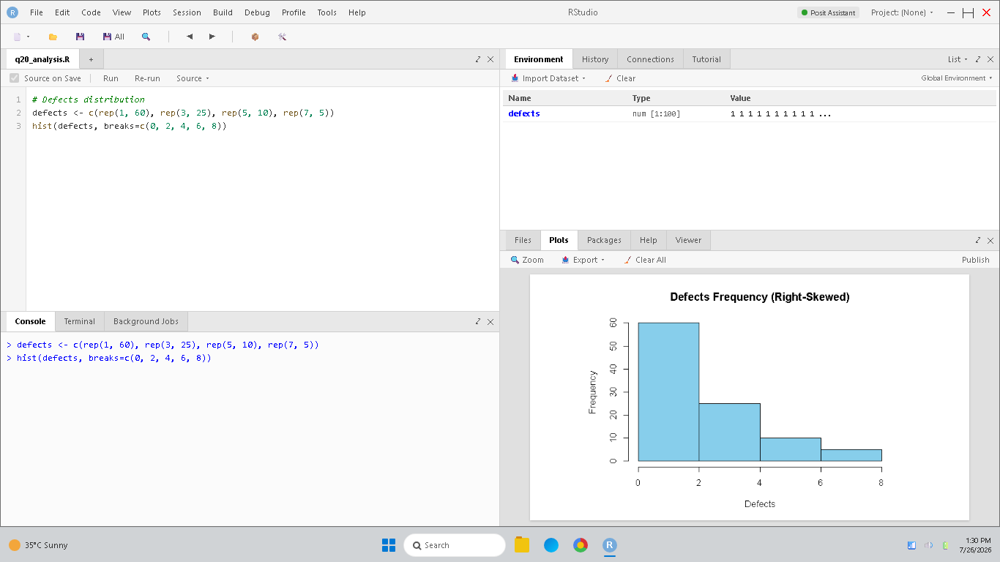 R File Edit Code View Plots Session Build Debug Profile Tools Help RStudio Posit Assistant Project: (None)
All
q20_analysis.R +
Source on Save Run Re-run Source
1 # Defects distribution
2 defects <- c(rep(1, 60), rep(3, 25), rep(5, 10), rep(7, 5))
3 hist(defects, breaks=c(0, 2, 4, 6, 8))
Console Terminal Background Jobs
> defects <- c(rep(1, 60), rep(3, 25), rep(5, 10), rep(7, 5))
> hist(defects, breaks=c(0, 2, 4, 6, 8))
Environment History Connections Tutorial List
Import Dataset Clear Global Environment
Name Type Value
defects num [1:100] 1 1 1 1 1 1 1 1 1 1 ...
Files Plots Packages Help Viewer
Zoom Export Clear All Publish
Defects Frequency (Right-Skewed)
Frequency
60
50
40
30
20
10
0
0 2 4 6 8
Defects
35°C Sunny Search R 1:30 PM
7/26/2026